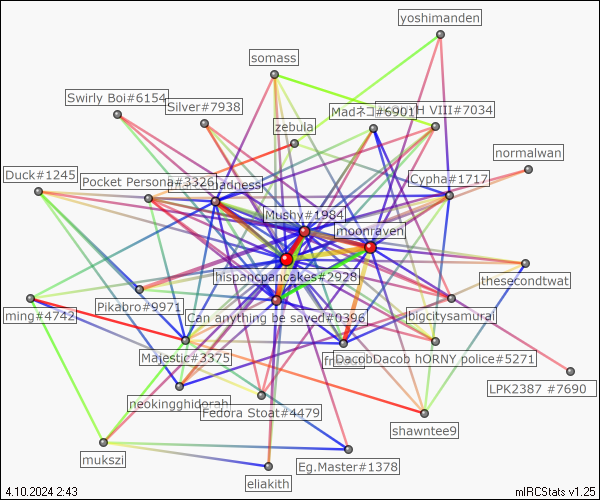 yoshimanden
somass
Swirly Boi#6154
Silver#7938
Madネコ#6901
H VIII#7034
zebula
normalwan
Duck#1245
Pocket Persona#3326
adness
Cypha#1717
Mushy#1984
moonraven
hispancpancakes#2928
thesecondtwat
ming#4742
Pikabro#9971
Can anything be saved#0396
bigcitysamurai
Majestic#3375
DacobDacob hORNY police#5271
LPK2387 #7690
neokingghidorah
Fedora Stoat#4479
shawntee9
mukszi
Eg.Master#1378
eliakith
4.10.2024 2:43
mIRCStats v1.25